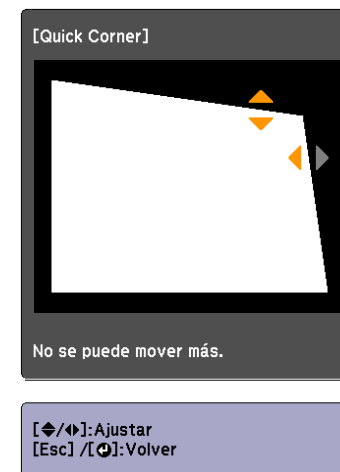 [Quick Corner]
No se puede mover más.
[◆/◆]:Ajustar
[Esc] /[⏎]:Volver